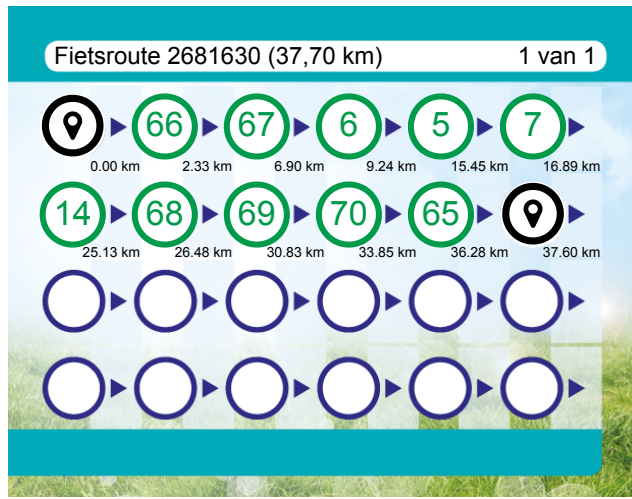 Fietsroute 2681630 (37,70 km) 1 van 1
66 67 6 5 7
0.00 km 2.33 km 6.90 km 9.24 km 15.45 km 16.89 km
14 68 69 70 65
25.13 km 26.48 km 30.83 km 33.85 km 36.28 km 37.60 km